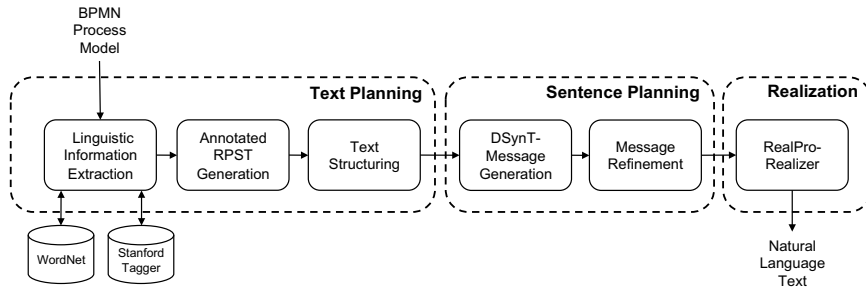 BPMN
Process
Model
Text Planning
Sentence Planning
Realization
Linguistic
Information
Extraction
Annotated
RPST
Generation
Text
Structuring
DSynT-
Message
Generation
Message
Refinement
RealPro-
Realizer
WordNet
Stanford
Tagger
Natural
Language
Text